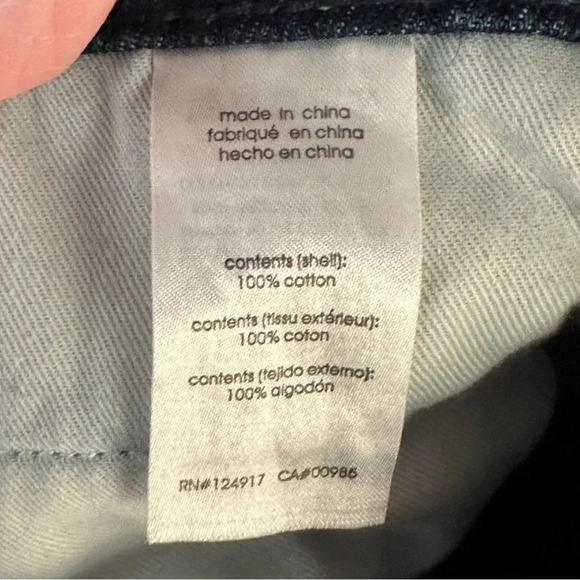 made in china
fabriqué en china
hecho en china
contents (shell):
100% cotton
contents (tissu extérieur):
100% coton
contents (tejido externo):
100% algodón
RN#124917 CA#00986